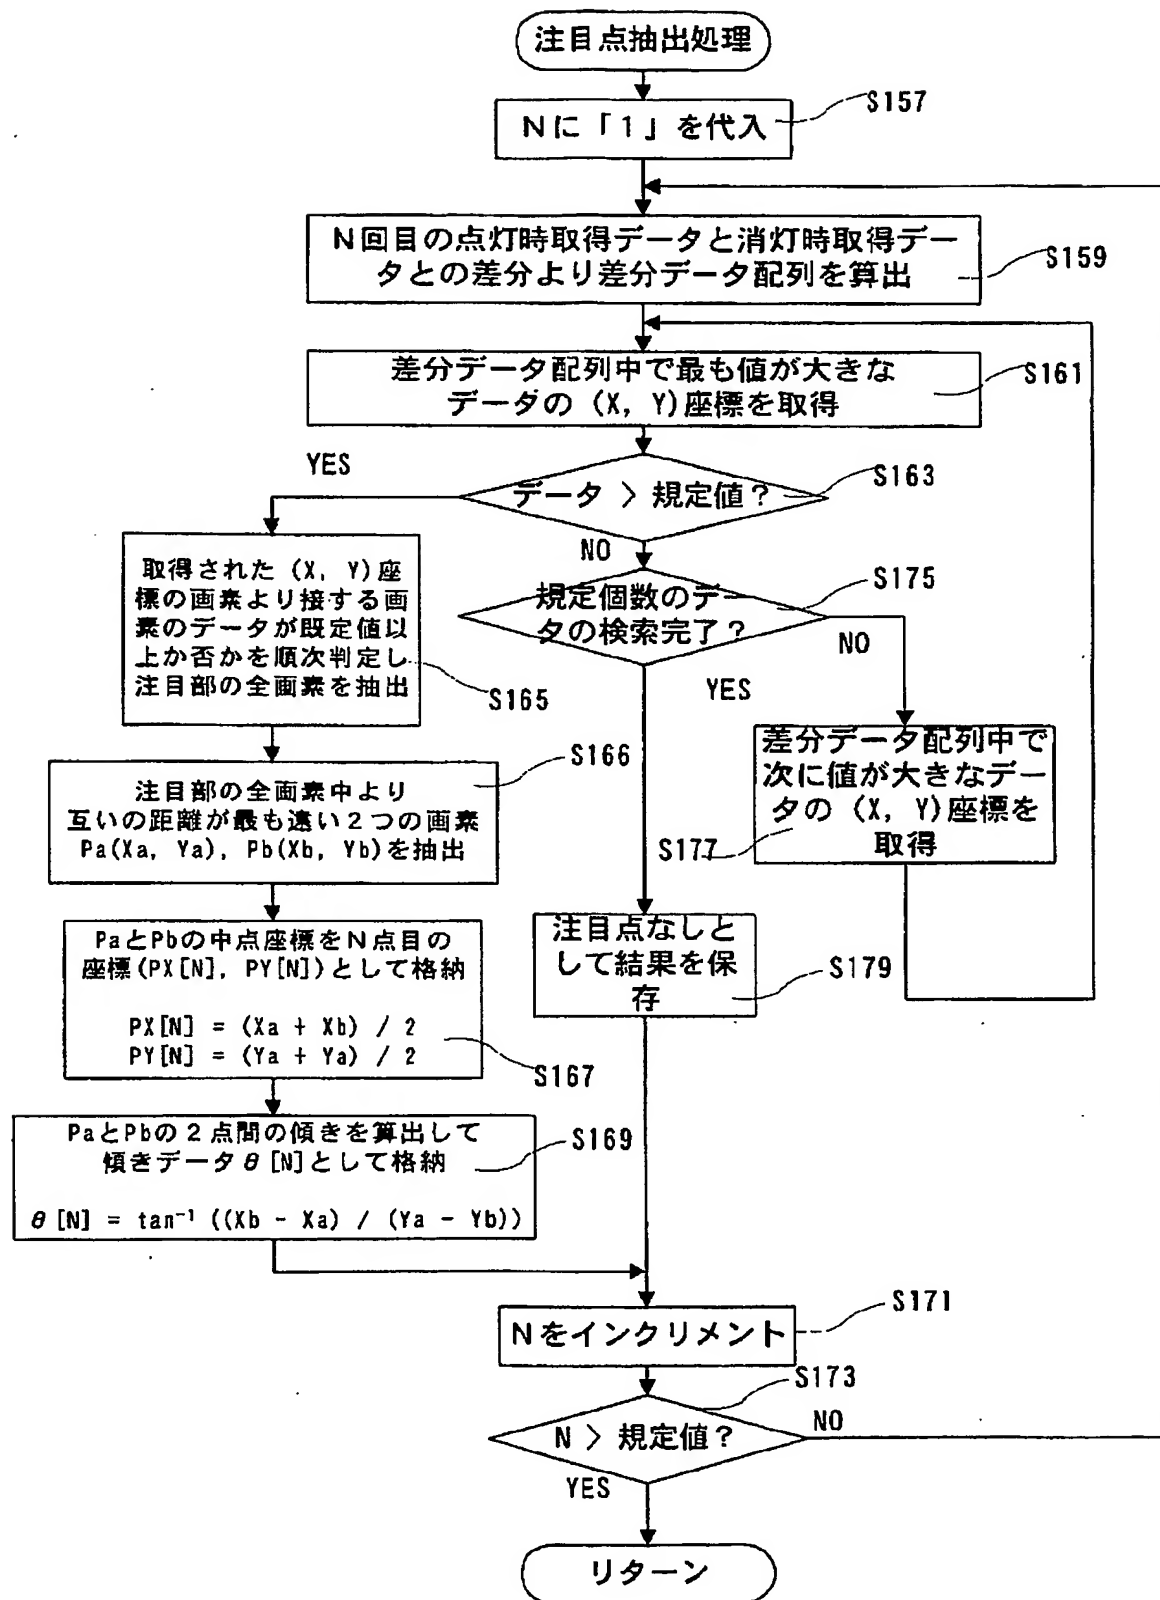 注目点抽出処理
S157
Nに「1」を代入
N回目の点灯時取得データと消灯時取得デー
タとの差分より差分データ配列を算出
S159
差分データ配列中で最も値が大きな
データの (X, Y)座標を取得
S161
YES
データ > 規定値?
S163
NO
取得された (X, Y)座
標の画素より接する画
素のデータが既定値以
上か否かを順次判定し
注目部の全画素を抽出
S165
規定個数のデー
タの検索完了?
S175
NO
YES
差分データ配列中で
次に値が大きなデー
タの (X, Y)座標を
取得
S177
注目部の全画素中より
互いの距離が最も遠い2つの画素
Pa(Xa, Ya), Pb(Xb, Yb)を抽出
S166
PaとPbの中点座標をN点目の
座標(PX[N], PY[N])として格納
PX[N] = (Xa + Xb) / 2
PY[N] = (Ya + Ya) / 2
S167
注目点なしと
して結果を保
存
S179
PaとPbの2点間の傾きを算出して
傾きデータθ[N]として格納
θ[N] = tan⁻¹ ((Xb - Xa) / (Ya - Yb))
S169
Nをインクリメント
S171
N > 規定値?
S173
NO
YES
リターン